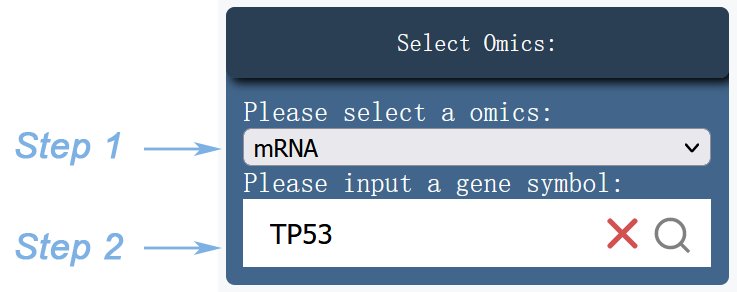 Select Omics:
Please select a omics:
Step 1
mRNA
Please input a gene symbol:
Step 2
TP53